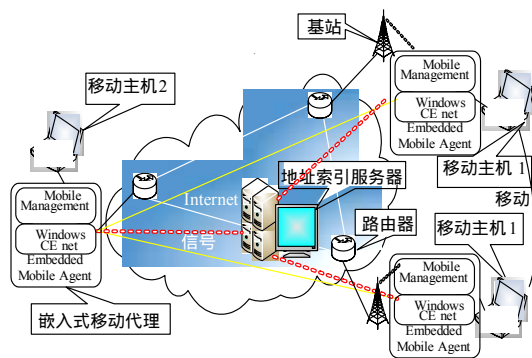 基站
Mobile
Management
Windows
CE net
Embedded
Mobile Agent
移动主机 1
移动
移动主机2
地址索引服务器
Internet
信号
路由器
Mobile
Management
Windows
CE net
Embedded
Mobile Agent
嵌入式移动代理
移动主机1
Mobile
Management
Windows
CE net
Embedded
Mobile Agent